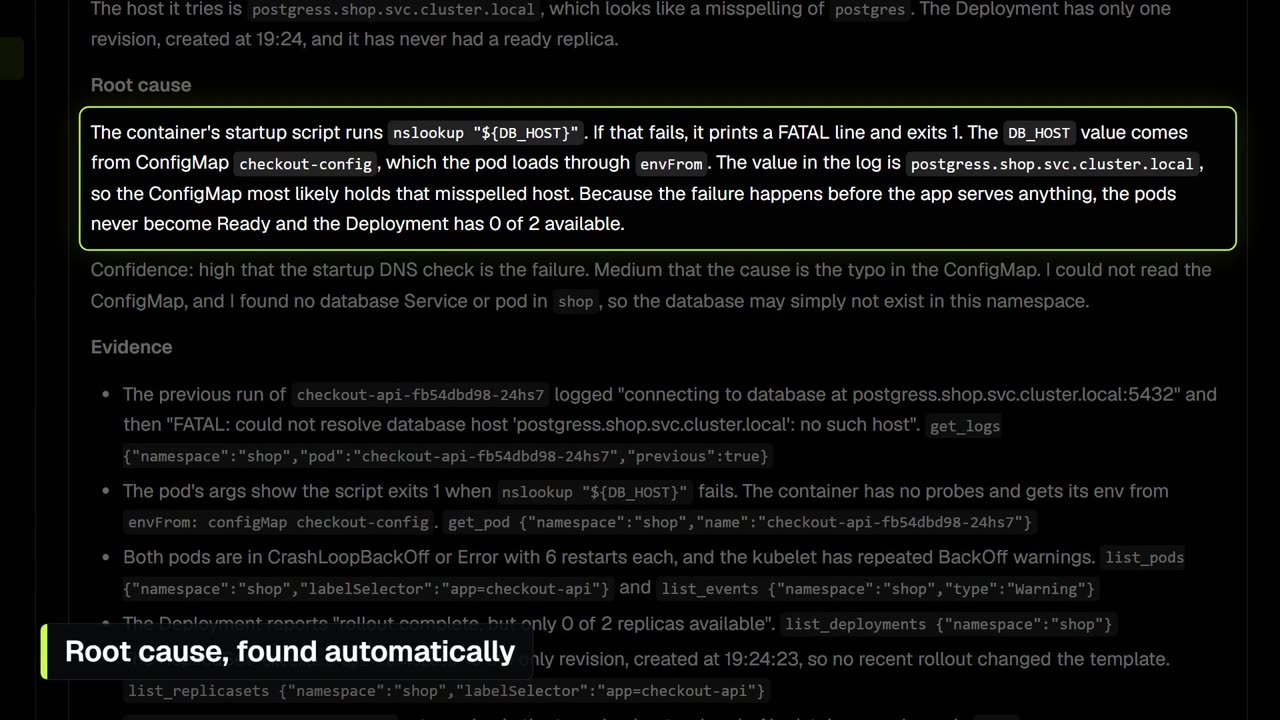 The host it tries is postgress.shop.svc.cluster.local, which looks like a misspelling of postgres. The Deployment has only one
revision, created at 19:24, and it has never had a ready replica.
Root cause
The container's startup script runs nslookup "${DB_HOST}". If that fails, it prints a FATAL line and exits 1. The DB_HOST value comes
from ConfigMap checkout-config, which the pod loads through envFrom. The value in the log is postgress.shop.svc.cluster.local,
so the ConfigMap most likely holds that misspelled host. Because the failure happens before the app serves anything, the pods
never become Ready and the Deployment has 0 of 2 available.
Confidence: high that the startup DNS check is the failure. Medium that the cause is the typo in the ConfigMap. I could not read the
ConfigMap, and I found no database Service or pod in shop, so the database may simply not exist in this namespace.
Evidence
The previous run of checkout-api-fb54dbd98-24hs7 logged "connecting to database at postgress.shop.svc.cluster.local:5432" and
then "FATAL: could not resolve database host 'postgress.shop.svc.cluster.local': no such host". get_logs
{"namespace":"shop","pod":"checkout-api-fb54dbd98-24hs7","previous":true}
The pod's args show the script exits 1 when nslookup "${DB_HOST}" fails. The container has no probes and gets its env from
envFrom: configMap checkout-config. get_pod {"namespace":"shop","name":"checkout-api-fb54dbd98-24hs7"}
Both pods are in CrashLoopBackOff or Error with 6 restarts each, and the kubelet has repeated BackOff warnings. list_pods
{"namespace":"shop","labelSelector":"app=checkout-api"} and list_events {"namespace":"shop","type":"Warning"}
The Deployment reports "rollout complete, but only 0 of 2 replicas available". list_deployments {"namespace":"shop"}
Root cause, found automatically
only revision, created at 19:24:23, so no recent rollout changed the template.
list_replicasets {"namespace":"shop","labelSelector":"app=checkout-api"}